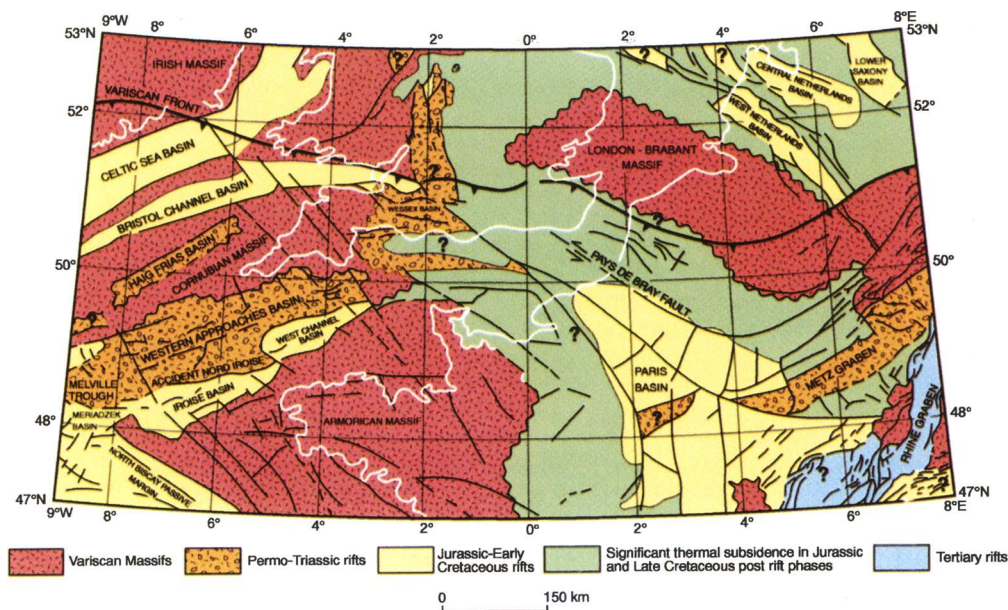 9°W 8° 6° 4° 2° 0° 2° 4° 6° 8°E
53°N 53°N
IRISH MASSIF
?
?
?
CENTRAL NETHERLANDS
BASIN
LOWER
SAXONY
BASIN
VARISCAN FRONT
52° 52°
WEST NETHERLANDS
BASIN
CELTIC SEA BASIN
LONDON - BRABANT
MASSIF
?
BRISTOL CHANNEL BASIN
WESSEX BASIN
?
HAIG FRIAS BASIN
CORNUBIAN MASSIF
?
50° 50°
PAYS DE BRAY FAULT
WESTERN APPROACHES BASIN
?
WEST CHANNEL
BASIN
?
ACCIDENT NORD IROISE
PARIS
BASIN
METZ GRABEN
MELVILLE
TROUGH
IROISE BASIN
RHINE GRABEN
MERIADZEK
BASIN
48° 48°
ARMORICAN MASSIF
?
?
NORTH BISCAY PASSIVE
MARGIN
47°N 47°N
9°W 8° 6° 4° 2° 0° 2° 4° 6° 8°E
Variscan Massifs
Permo-Triassic rifts
Jurassic-Early
Cretaceous rifts
Significant thermal subsidence in Jurassic
and Late Cretaceous post rift phases
Tertiary rifts
0 150 km